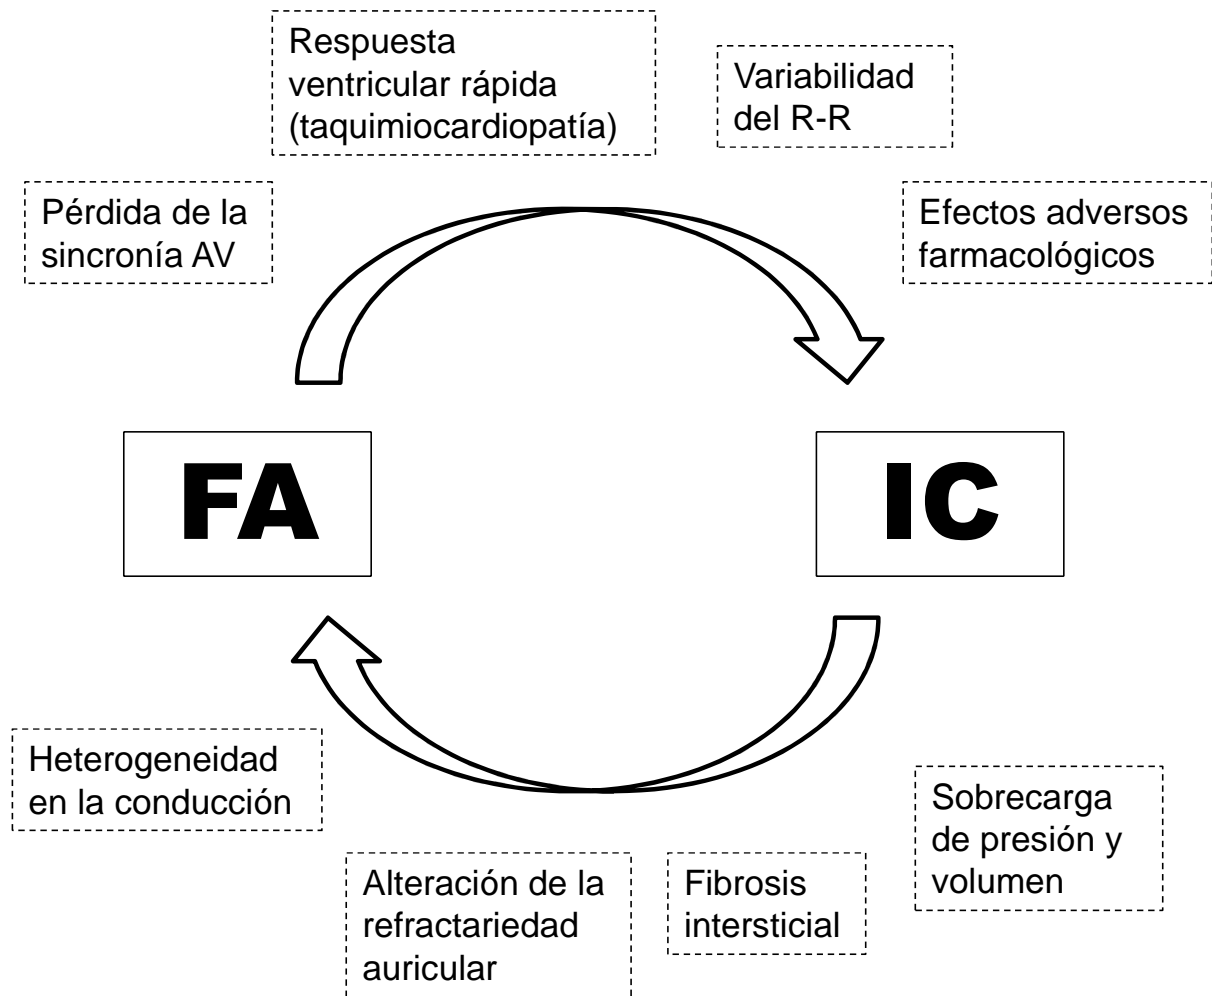 Respuesta
ventricular rápida
(taquimiocardiopatía)
Variabilidad
del R-R
Pérdida de la
sincronía AV
Efectos adversos
farmacológicos
FA
IC
Heterogeneidad
en la conducción
Sobrecarga
de presión y
volumen
Alteración de la
refractariedad
auricular
Fibrosis
intersticial